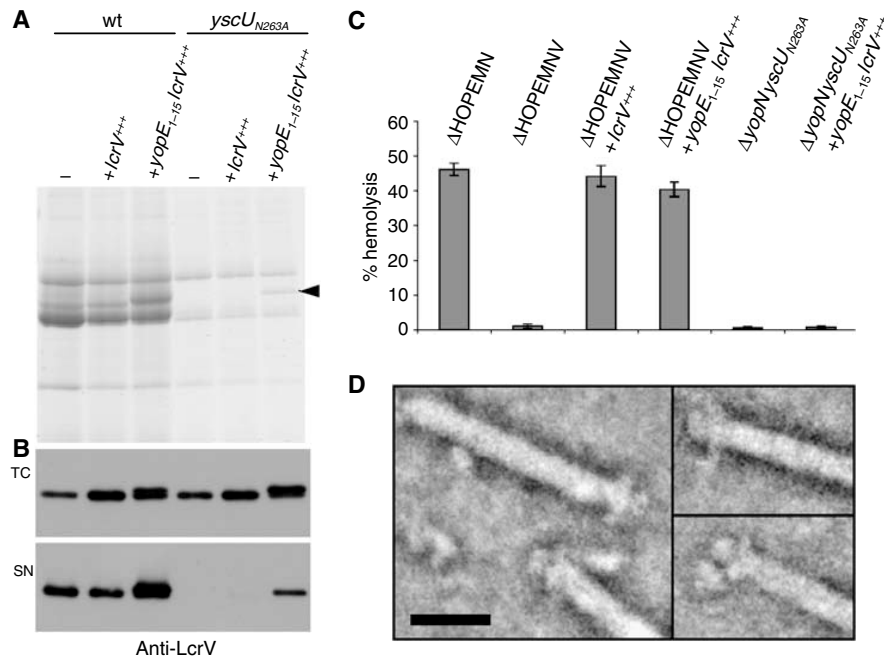 A
wt
yscU N263A
–
+lcrV+++
+yopE1–15 lcrV+++
–
+lcrV+++
+yopE1–15 lcrV+++
B
TC
SN
Anti-LcrV
C
ΔHOPEMN
ΔHOPEMNV
ΔHOPEMNV
+lcrV+++
ΔHOPEMNV
+yopE1–15 lcrV+++
ΔyopNyscUN263A
ΔyopNyscUN263A
+yopE1–15 lcrV+++
% hemolysis
60
50
40
30
20
10
0
D